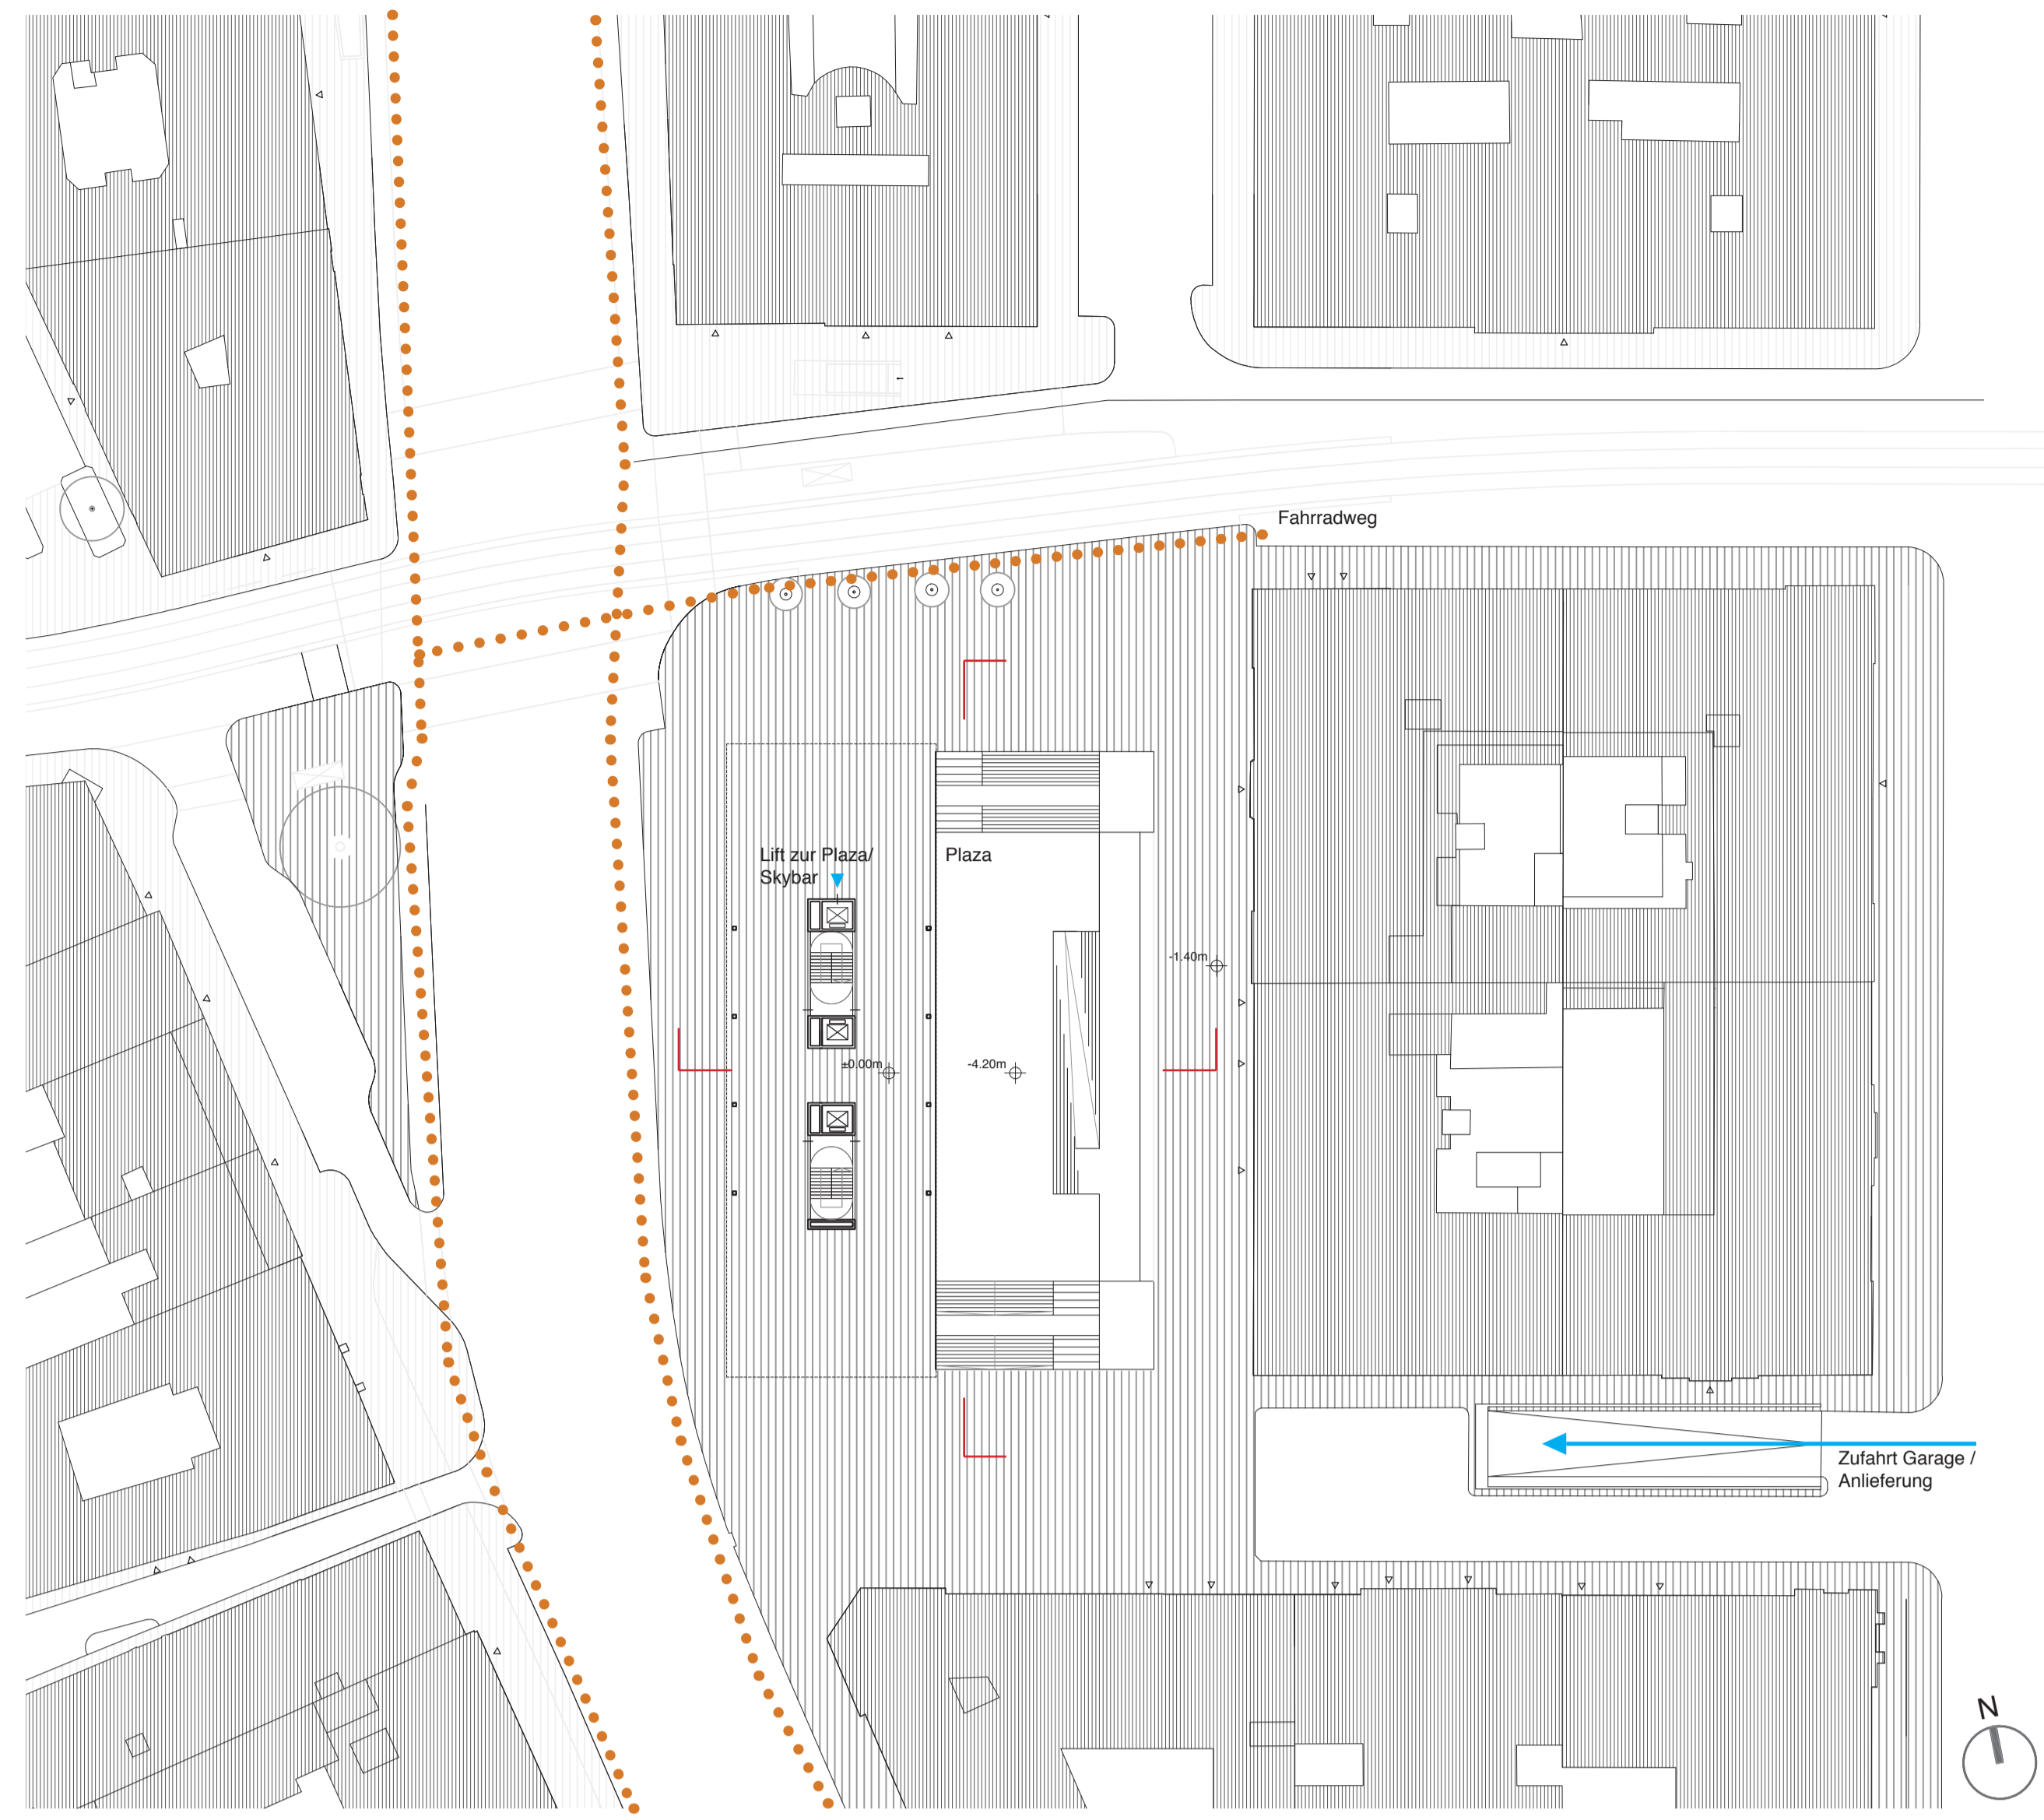 Fahrradweg
Lift zur Plaza/
Skybar
Plaza
-1.40m
±0.00m
-4.20m
Zufahrt Garage /
Anlieferung
N